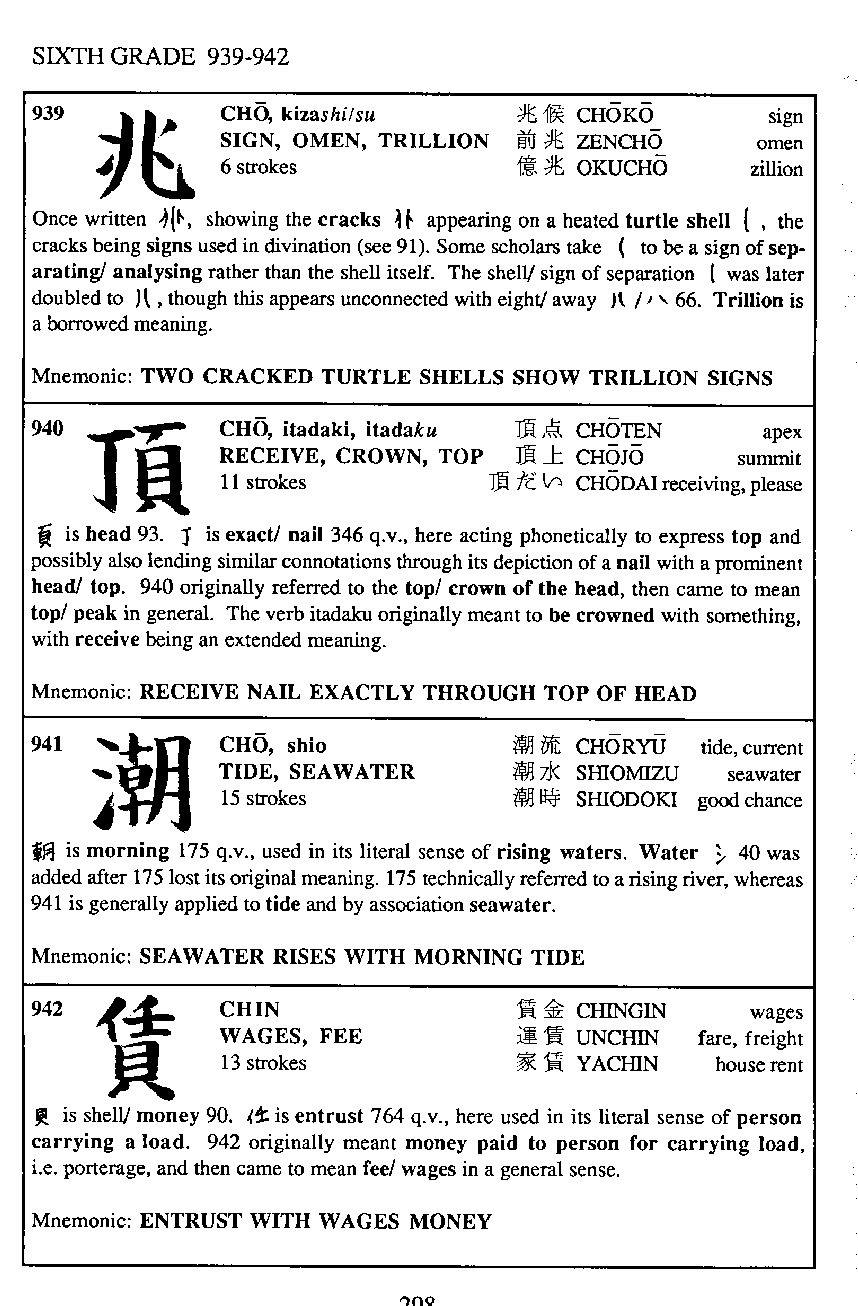 SIXTH GRADE 939-942
939 兆 CHŌ, kizashi/su 兆候 CHŌKŌ sign
SIGN, OMEN, TRILLION 前兆 ZENCHŌ omen
6 strokes 億兆 OKUCHŌ zillion
Once written , showing the cracks appearing on a heated turtle shell , the
cracks being signs used in divination (see 91). Some scholars take to be a sign of sep-
arating/ analysing rather than the shell itself. The shell/ sign of separation was later
doubled to , though this appears unconnected with eight/ away / 66. Trillion is
a borrowed meaning.
Mnemonic: TWO CRACKED TURTLE SHELLS SHOW TRILLION SIGNS
940 頂 CHŌ, itadaki, itadaku 頂点 CHŌTEN apex
RECEIVE, CROWN, TOP 頂上 CHŌJŌ summit
11 strokes 頂だい CHŌDAI receiving, please
頁 is head 93. 丁 is exact/ nail 346 q.v., here acting phonetically to express top and
possibly also lending similar connotations through its depiction of a nail with a prominent
head/ top. 940 originally referred to the top/ crown of the head, then came to mean
top/ peak in general. The verb itadaku originally meant to be crowned with something,
with receive being an extended meaning.
Mnemonic: RECEIVE NAIL EXACTLY THROUGH TOP OF HEAD
941 潮 CHŌ, shio 潮流 CHŌRYŪ tide, current
TIDE, SEAWATER 潮水 SHIOMIZU seawater
15 strokes 潮時 SHIODOKI good chance
朝 is morning 175 q.v., used in its literal sense of rising waters. Water 氵 40 was
added after 175 lost its original meaning. 175 technically referred to a rising river, whereas
941 is generally applied to tide and by association seawater.
Mnemonic: SEAWATER RISES WITH MORNING TIDE
942 賃 CHIN 賃金 CHINGIN wages
WAGES, FEE 運賃 UNCHIN fare, freight
13 strokes 家賃 YACHIN house rent
貝 is shell/ money 90. 任 is entrust 764 q.v., here used in its literal sense of person
carrying a load. 942 originally meant money paid to person for carrying load,
i.e. porterage, and then came to mean fee/ wages in a general sense.
Mnemonic: ENTRUST WITH WAGES MONEY
298